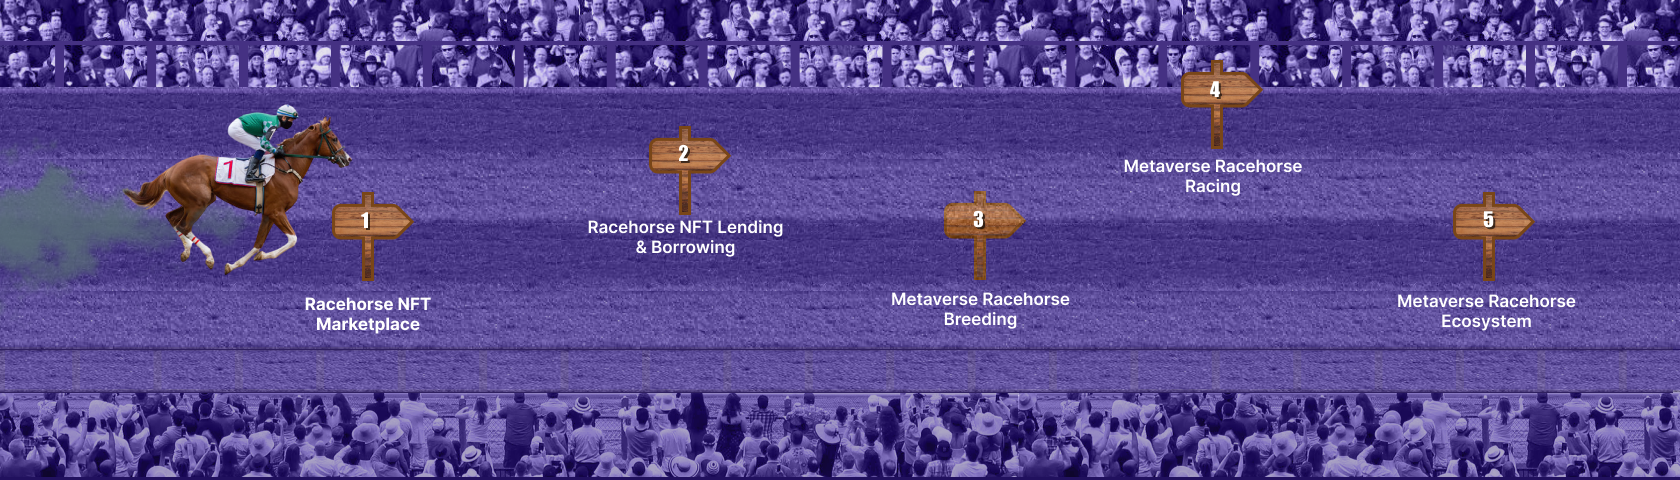 1
1
Racehorse NFT
Marketplace
2
Racehorse NFT Lending
& Borrowing
3
Metaverse Racehorse
Breeding
4
Metaverse Racehorse
Racing
5
Metaverse Racehorse
Ecosystem